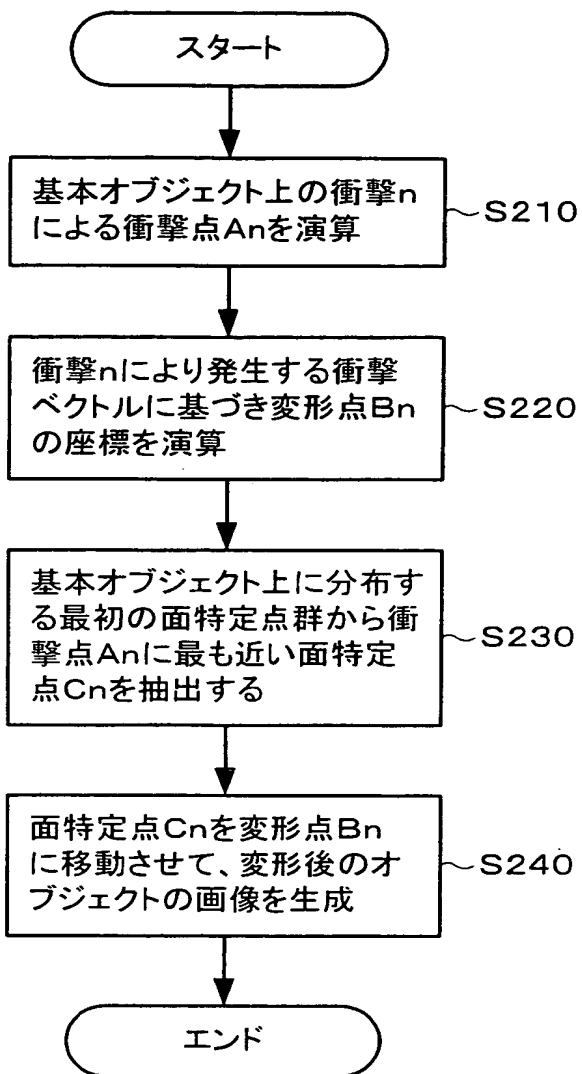 スタート
基本オブジェクト上の衝撃n
による衝撃点Anを演算
~S210
衝撃nにより発生する衝撃
ベクトルに基づき変形点Bn
の座標を演算
~S220
基本オブジェクト上に分布す
る最初の面特定点群から衝
撃点Anに最も近い面特定
点Cnを抽出する
~S230
面特定点Cnを変形点Bn
に移動させて、変形後のオ
ブジェクトの画像を生成
~S240
エンド